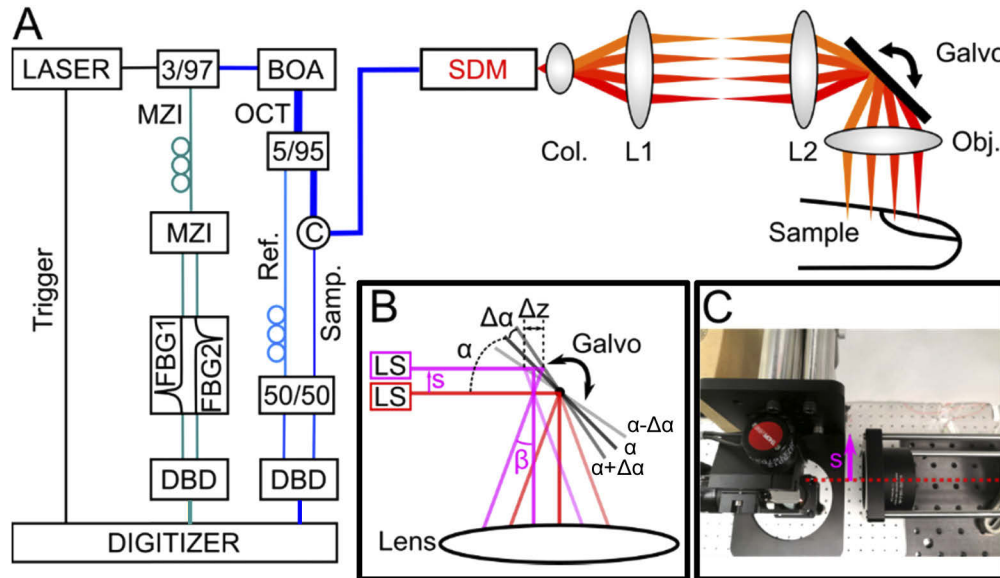 A
LASER
3/97
BOA
SDM
Galvo
MZI
OCT
5/95
Col.
L1
L2
Obj.
MZI
C
Sample
Trigger
Ref.
Samp.
FBG1
FBG2
50/50
DBD
DBD
DIGITIZER
B
Δz
Δα
α
Galvo
LS
S
LS
α-Δα
α
α+Δα
β
Lens
C
S